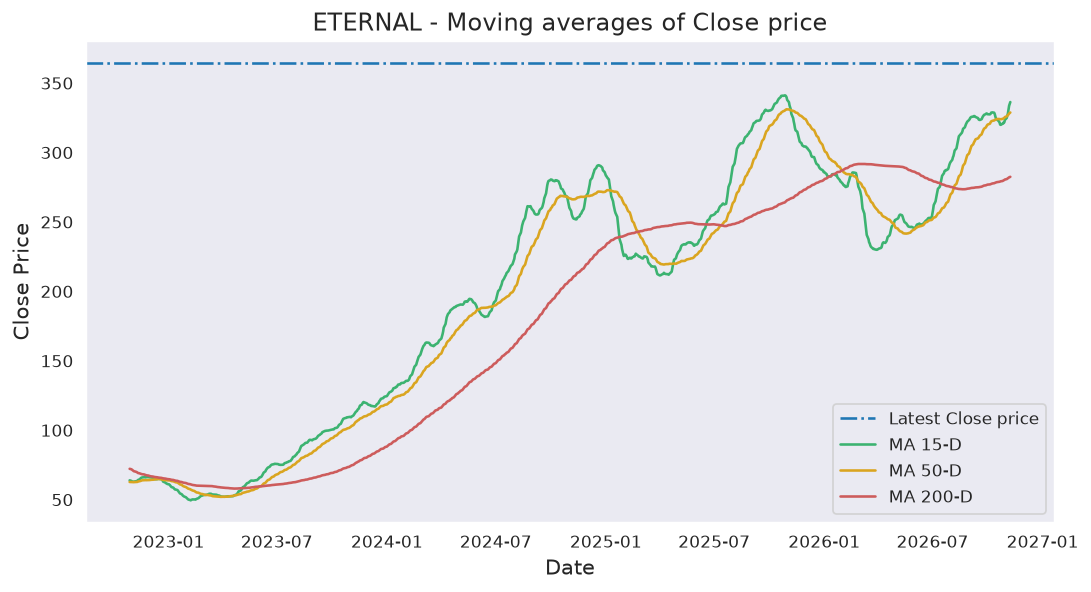 ETERNAL - Moving averages of Close price
Close Price
350
300
250
200
150
100
50
Latest Close price
MA 15-D
MA 50-D
MA 200-D
2023-01 2023-07 2024-01 2024-07 2025-01 2025-07 2026-01 2026-07 2027-01
Date